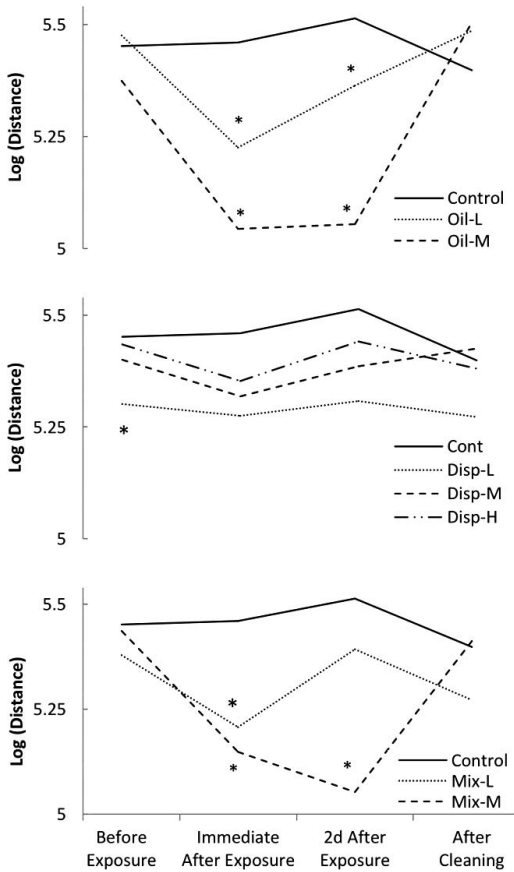 5.5
*
*
5.25
*
*
5
Log (Distance)
Control
Oil-L
Oil-M
5.5
5.25
*
5
Log (Distance)
Cont
Disp-L
Disp-M
Disp-H
5.5
5.25
*
*
*
5
Log (Distance)
Control
Mix-L
Mix-M
Before
Exposure
Immediate
After Exposure
2d After
Exposure
After
Cleaning